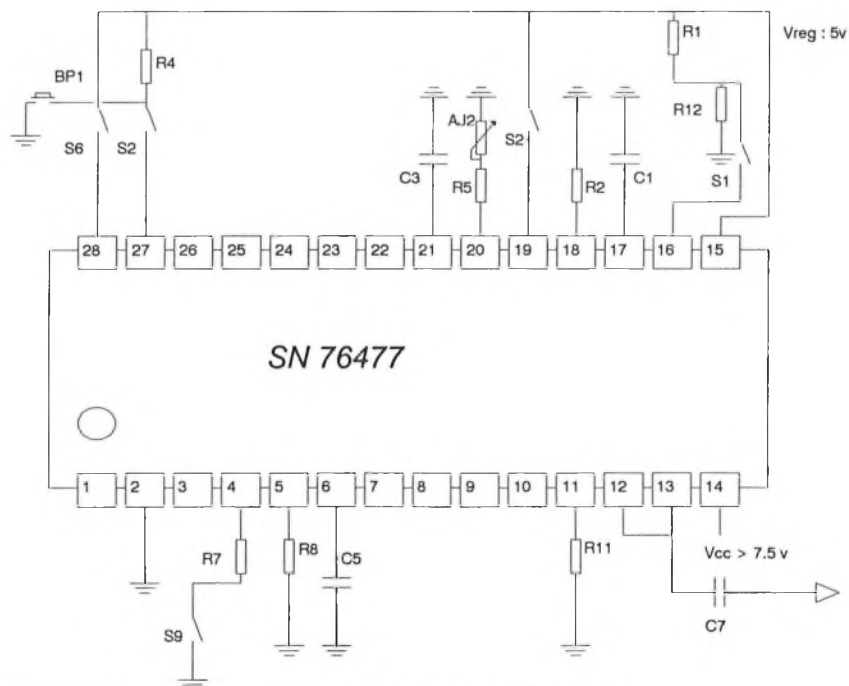 R1
Vreg : 5v
R4
BP1
R12
AJ2
S6
S2
S2
C3
R5
R2
C1
S1
28 27 26 25 24 23 22 21 20 19 18 17 16 15
SN 76477
1 2 3 4 5 6 7 8 9 10 11 12 13 14
R7
R8
C5
R11
Vcc > 7.5 v
S9
C7